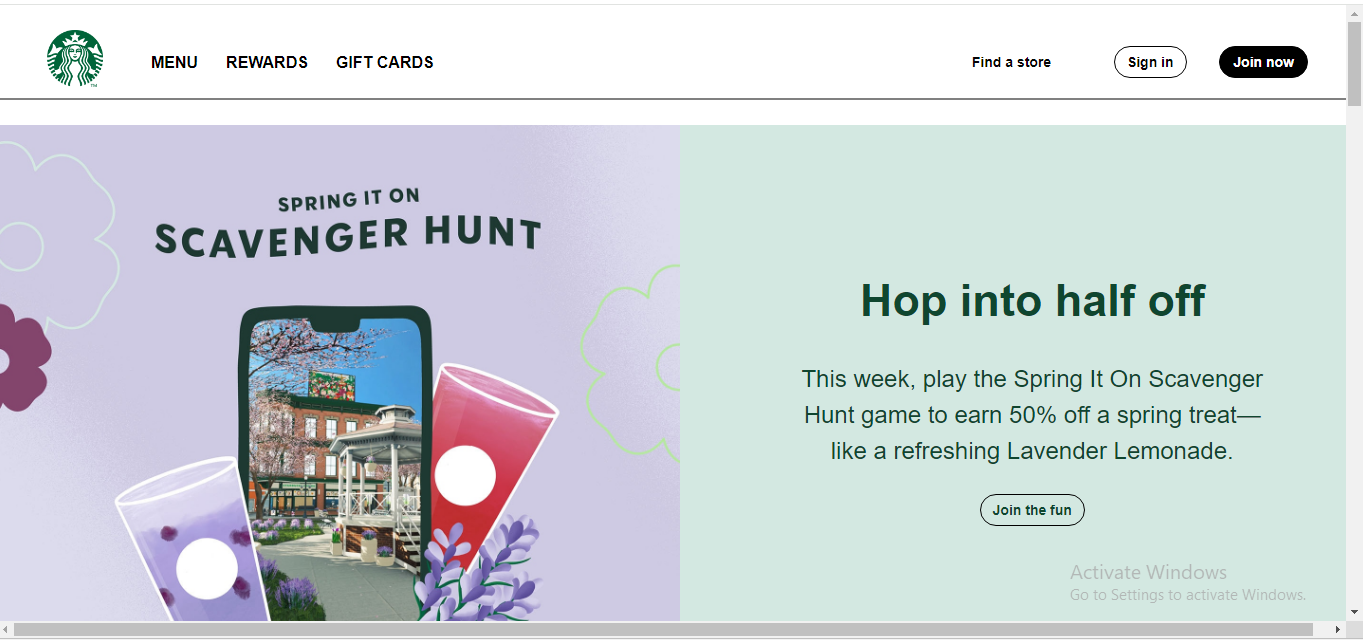 MENU REWARDS GIFT CARDS Find a store Sign in Join now
SPRING IT ON
SCAVENGER HUNT
Hop into half off
This week, play the Spring It On Scavenger
Hunt game to earn 50% off a spring treat—
like a refreshing Lavender Lemonade.
Join the fun
Activate Windows
Go to Settings to activate Windows.